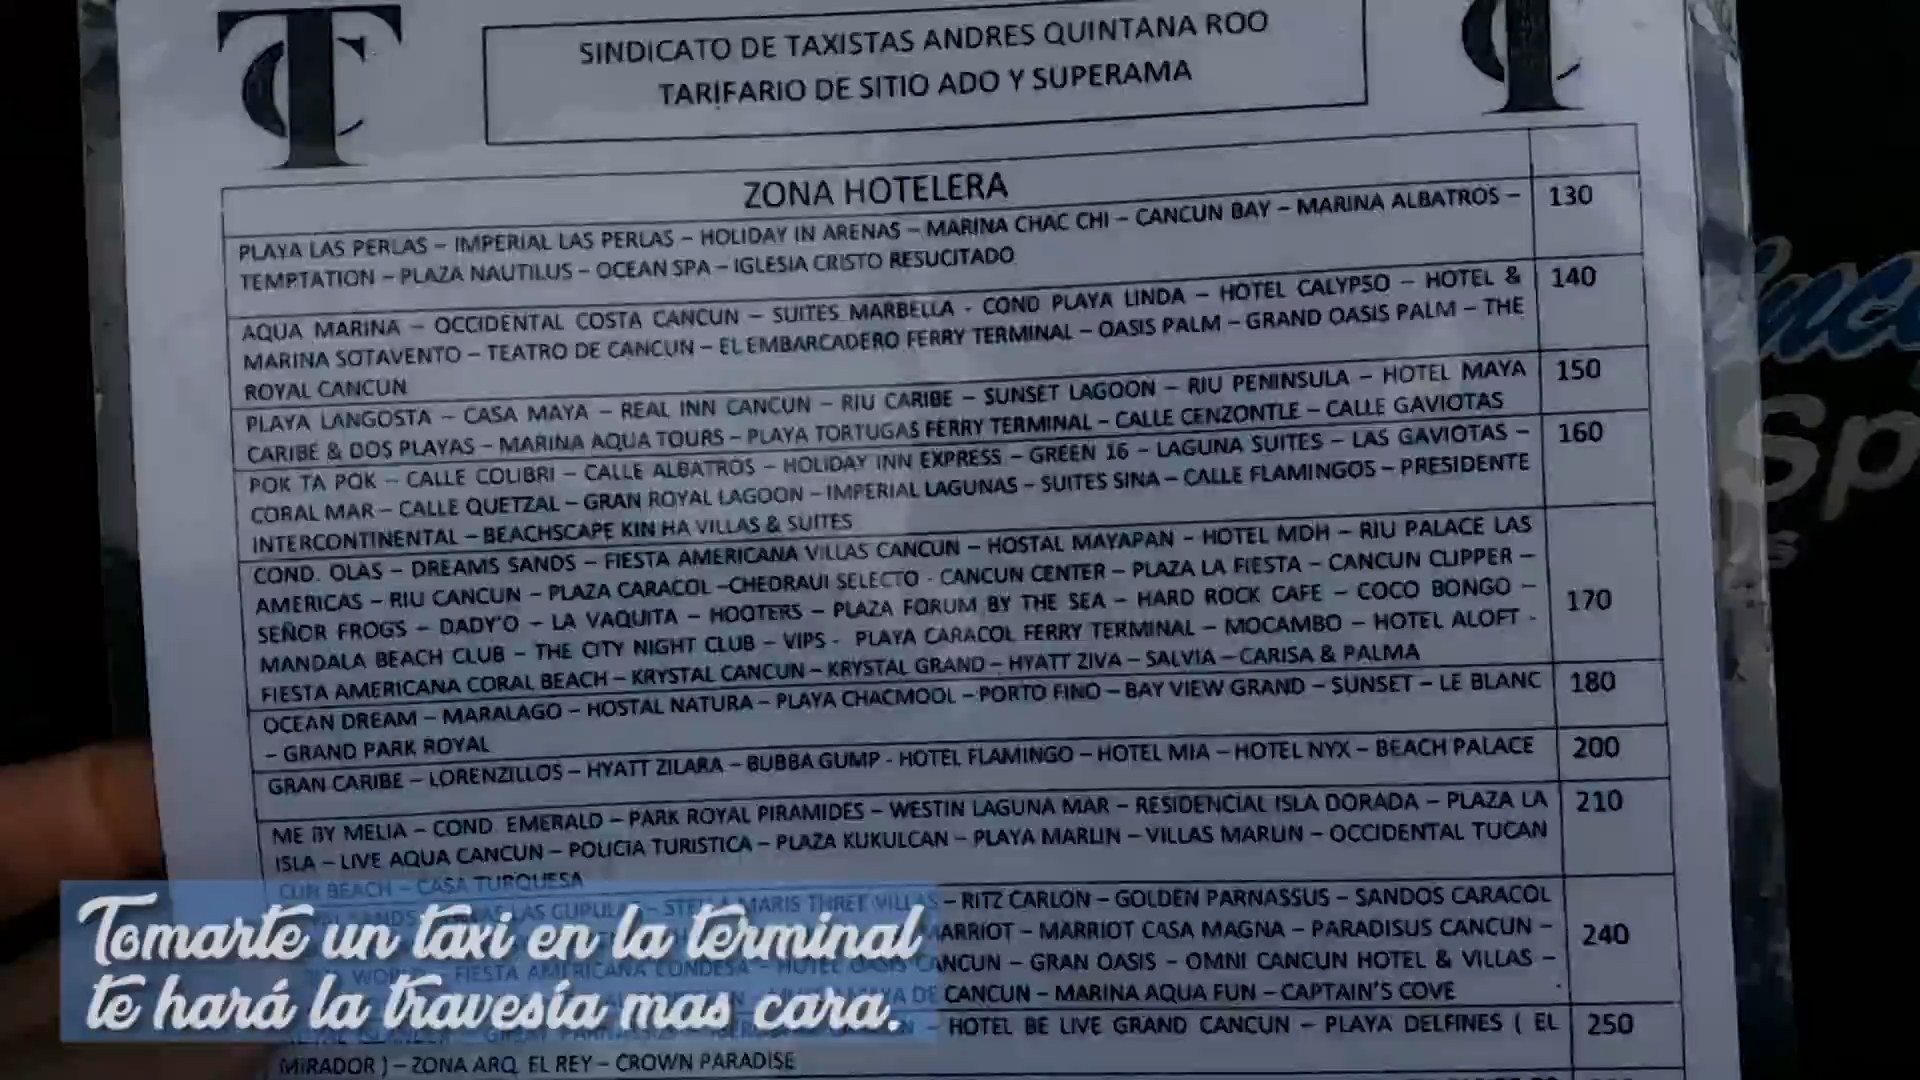 TC
SINDICATO DE TAXISTAS ANDRES QUINTANA ROO
TARIFARIO DE SITIO ADO Y SUPERAMA
TC
ZONA HOTELERA
PLAYA LAS PERLAS – IMPERIAL LAS PERLAS – HOLIDAY IN ARENAS – MARINA CHAC CHI – CANCUN BAY – MARINA ALBATROS – 130
TEMPTATION – PLAZA NAUTILUS – OCEAN SPA – IGLESIA CRISTO RESUCITADO
AQUA MARINA – OCCIDENTAL COSTA CANCUN – SUITES MARBELLA - COND PLAYA LINDA – HOTEL CALYPSO – HOTEL & 140
MARINA SOTAVENTO – TEATRO DE CANCUN – EL EMBARCADERO FERRY TERMINAL – OASIS PALM – GRAND OASIS PALM – THE
ROYAL CANCUN
PLAYA LANGOSTA – CASA MAYA – REAL INN CANCUN – RIU CARIBE – SUNSET LAGOON – RIU PENINSULA – HOTEL MAYA 150
CARIBE & DOS PLAYAS – MARINA AQUA TOURS – PLAYA TORTUGAS FERRY TERMINAL – CALLE CENZONTLE – CALLE GAVIOTAS
POK TA POK – CALLE COLIBRI – CALLE ALBATROS – HOLIDAY INN EXPRESS – GREEN 16 – LAGUNA SUITES – LAS GAVIOTAS – 160
CORAL MAR – CALLE QUETZAL – GRAN ROYAL LAGOON – IMPERIAL LAGUNAS – SUITES SINA – CALLE FLAMINGOS – PRESIDENTE
INTERCONTINENTAL – BEACHSCAPE KIN HA VILLAS & SUITES
COND. OLAS – DREAMS SANDS – FIESTA AMERICANA VILLAS CANCUN – HOSTAL MAYAPAN - HOTEL MDH – RIU PALACE LAS
AMERICAS – RIU CANCUN – PLAZA CARACOL –CHEDRAUI SELECTO - CANCUN CENTER – PLAZA LA FIESTA – CANCUN CLIPPER –
SEÑOR FROGS – DADY'O – LA VAQUITA – HOOTERS – PLAZA FORUM BY THE SEA – HARD ROCK CAFE – COCO BONGO – 170
MANDALA BEACH CLUB – THE CITY NIGHT CLUB – VIPS - PLAYA CARACOL FERRY TERMINAL – MOCAMBO – HOTEL ALOFT -
FIESTA AMERICANA CORAL BEACH – KRYSTAL CANCUN – KRYSTAL GRAND – HYATT ZIVA – SALVIA – CARISA & PALMA
OCEAN DREAM – MARALAGO – HOSTAL NATURA – PLAYA CHACMOOL – PORTO FINO – BAY VIEW GRAND – SUNSET – LE BLANC 180
– GRAND PARK ROYAL
GRAN CARIBE – LORENZILLOS – HYATT ZILARA – BUBBA GUMP - HOTEL FLAMINGO – HOTEL MIA – HOTEL NYX – BEACH PALACE 200
ME BY MELIA – COND. EMERALD – PARK ROYAL PIRAMIDES – WESTIN LAGUNA MAR – RESIDENCIAL ISLA DORADA – PLAZA LA 210
ISLA – LIVE AQUA CANCUN – POLICIA TURISTICA – PLAZA KUKULCAN – PLAYA MARLIN – VILLAS MARLIN – OCCIDENTAL TUCAN
CUN BEACH – CASA TURQUESA
– RITZ CARLON – GOLDEN PARNASSUS – SANDOS CARACOL
– MARRIOT CASA MAGNA – PARADISUS CANCUN – 240
CANCUN – GRAN OASIS – OMNI CANCUN HOTEL & VILLAS –
DE CANCUN – MARINA AQUA FUN – CAPTAIN'S COVE
– HOTEL BE LIVE GRAND CANCUN – PLAYA DELFINES ( EL 250
MIRADOR ) – ZONA ARQ. EL REY – CROWN PARADISE
Tomarte un taxi en la terminal
te hará la travesía mas cara.
Sp